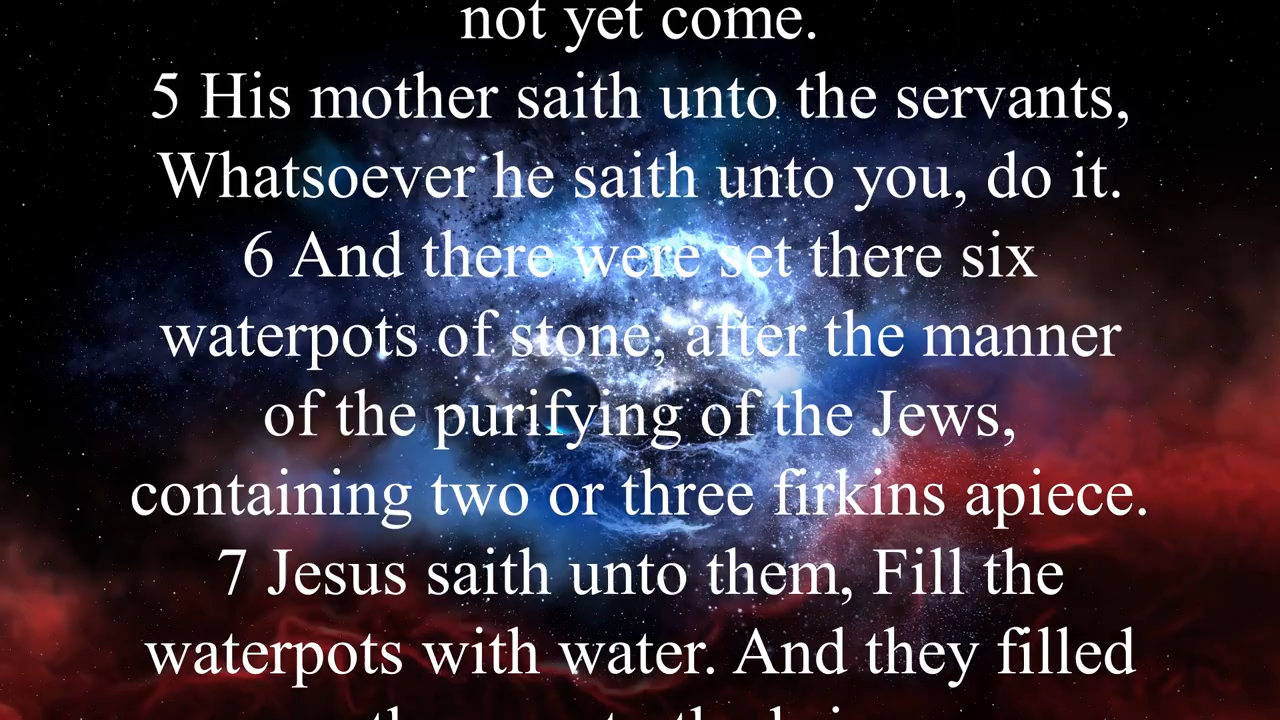 not yet come.
5 His mother saith unto the servants,
Whatsoever he saith unto you, do it.
6 And there were set there six
waterpots of stone, after the manner
of the purifying of the Jews,
containing two or three firkins apiece.
7 Jesus saith unto them, Fill the
waterpots with water. And they filled